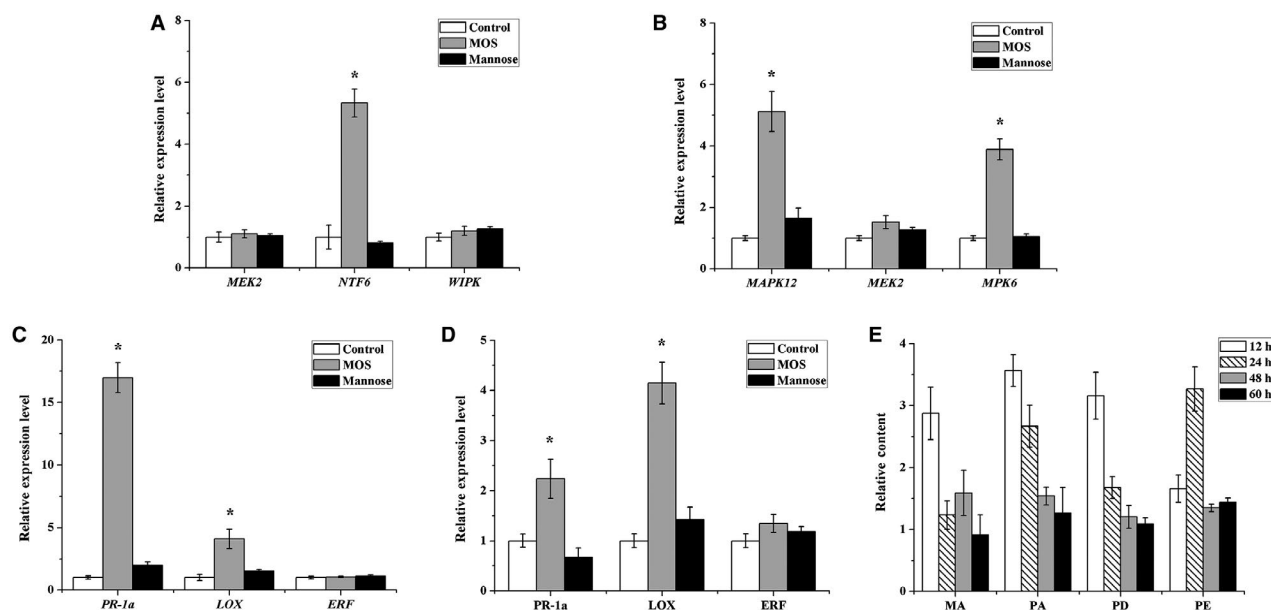 A
Relative expression level
8
6
4
2
0
Control
MOS
Mannose
*
MEK2 NTF6 WIPK
B
Relative expression level
8
6
4
2
0
Control
MOS
Mannose
*
*
MAPK12 MEK2 MPK6
C
Relative expression level
20
15
10
5
0
Control
MOS
Mannose
*
*
PR-1a LOX ERF
D
Relative expression level
5
4
3
2
1
0
Control
MOS
Mannose
*
*
PR-1a LOX ERF
E
Relative content
4
3
2
1
0
12 h
24 h
48 h
60 h
MA PA PD PE